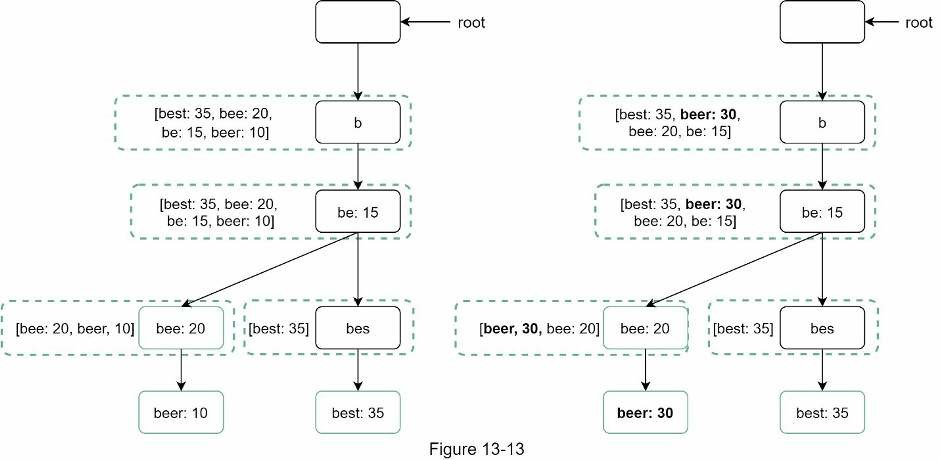 root
[best: 35, bee: 20,
be: 15, beer: 10]
b
[best: 35, bee: 20,
be: 15, beer: 10]
be: 15
[bee: 20, beer, 10]
bee: 20
[best: 35]
bes
beer: 10
best: 35
root
[best: 35, beer: 30,
bee: 20, be: 15]
b
[best: 35, beer: 30,
bee: 20, be: 15]
be: 15
[beer, 30, bee: 20]
bee: 20
[best: 35]
bes
beer: 30
best: 35
Figure 13-13